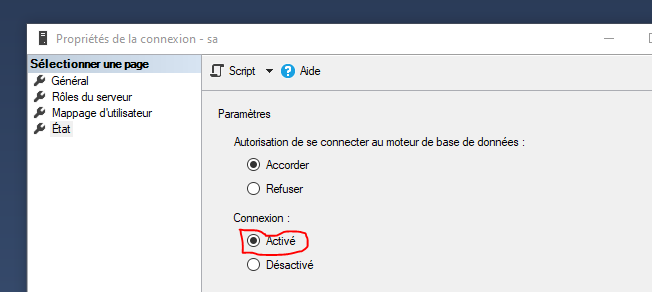 Propriétés de la connexion - sa
Sélectionner une page
Général
Rôles du serveur
Mappage d'utilisateur
État
Script
Aide
Paramètres
Autorisation de se connecter au moteur de base de données :
Accorder
Refuser
Connexion :
Activé
Désactivé